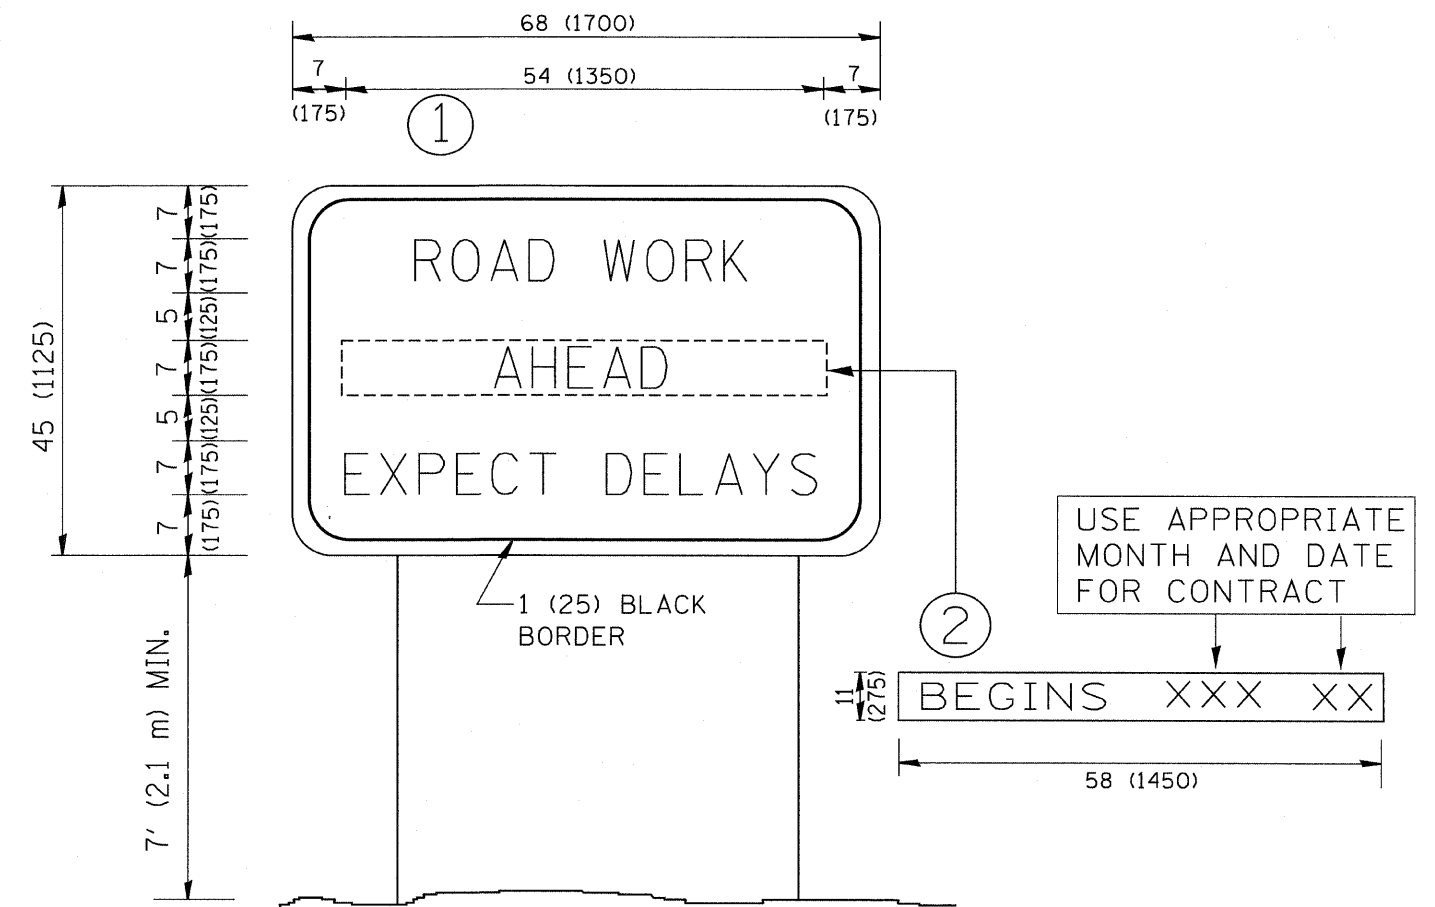 68 (1700)
7
54 (1350)
7
(175)
(175)
1
45 (1125)
7 (175)
7 (175)
5 (125)
7 (175)
5 (125)
7 (175)
7 (175)
ROAD WORK
AHEAD
EXPECT DELAYS
1 (25) BLACK
BORDER
7' (2.1 m) MIN.
2
USE APPROPRIATE
MONTH AND DATE
FOR CONTRACT
11
(275)
BEGINS XXX XX
58 (1450)